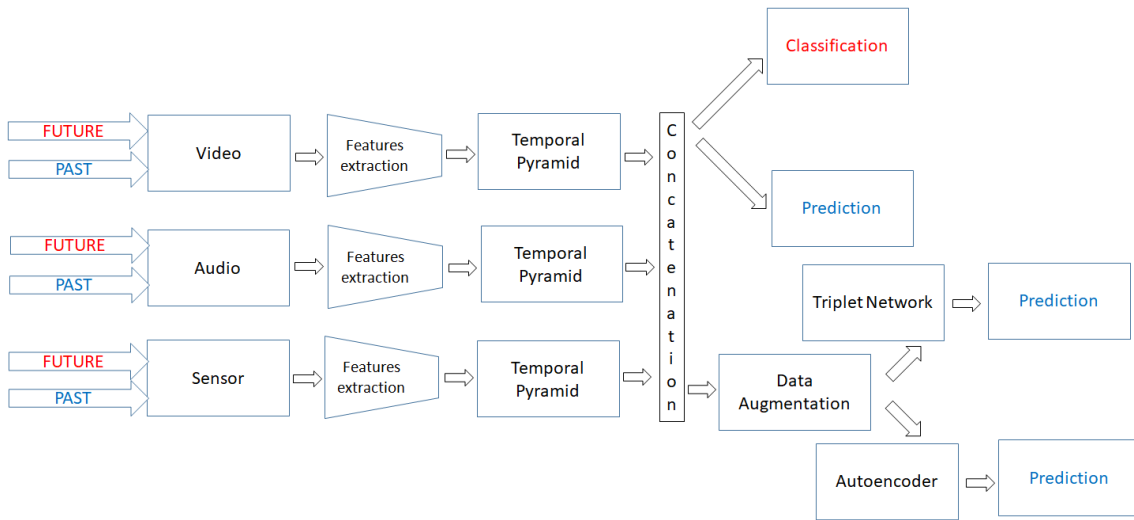 Classification
FUTURE
PAST
Video
Features
extraction
Temporal
Pyramid
Concatenation
Prediction
FUTURE
PAST
Audio
Features
extraction
Temporal
Pyramid
Triplet Network
Prediction
FUTURE
PAST
Sensor
Features
extraction
Temporal
Pyramid
Data
Augmentation
Autoencoder
Prediction